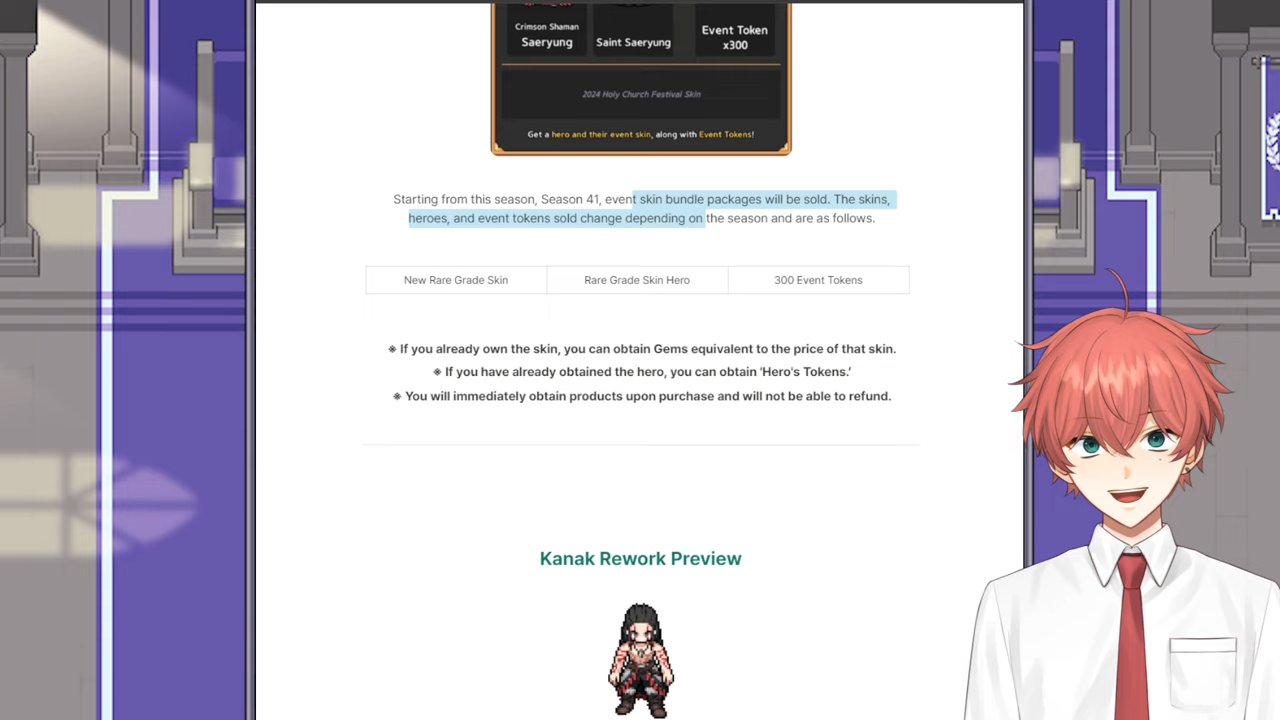 Crimson Shaman
Saeryung
Saint Saeryung
Event Token
x300
2024 Holy Church Festival Skin
Get a hero and their event skin, along with Event Tokens!
Starting from this season, Season 41, event skin bundle packages will be sold. The skins,
heroes, and event tokens sold change depending on the season and are as follows.
New Rare Grade Skin
Rare Grade Skin Hero
300 Event Tokens
※ If you already own the skin, you can obtain Gems equivalent to the price of that skin.
※ If you have already obtained the hero, you can obtain 'Hero's Tokens.'
※ You will immediately obtain products upon purchase and will not be able to refund.
Kanak Rework Preview